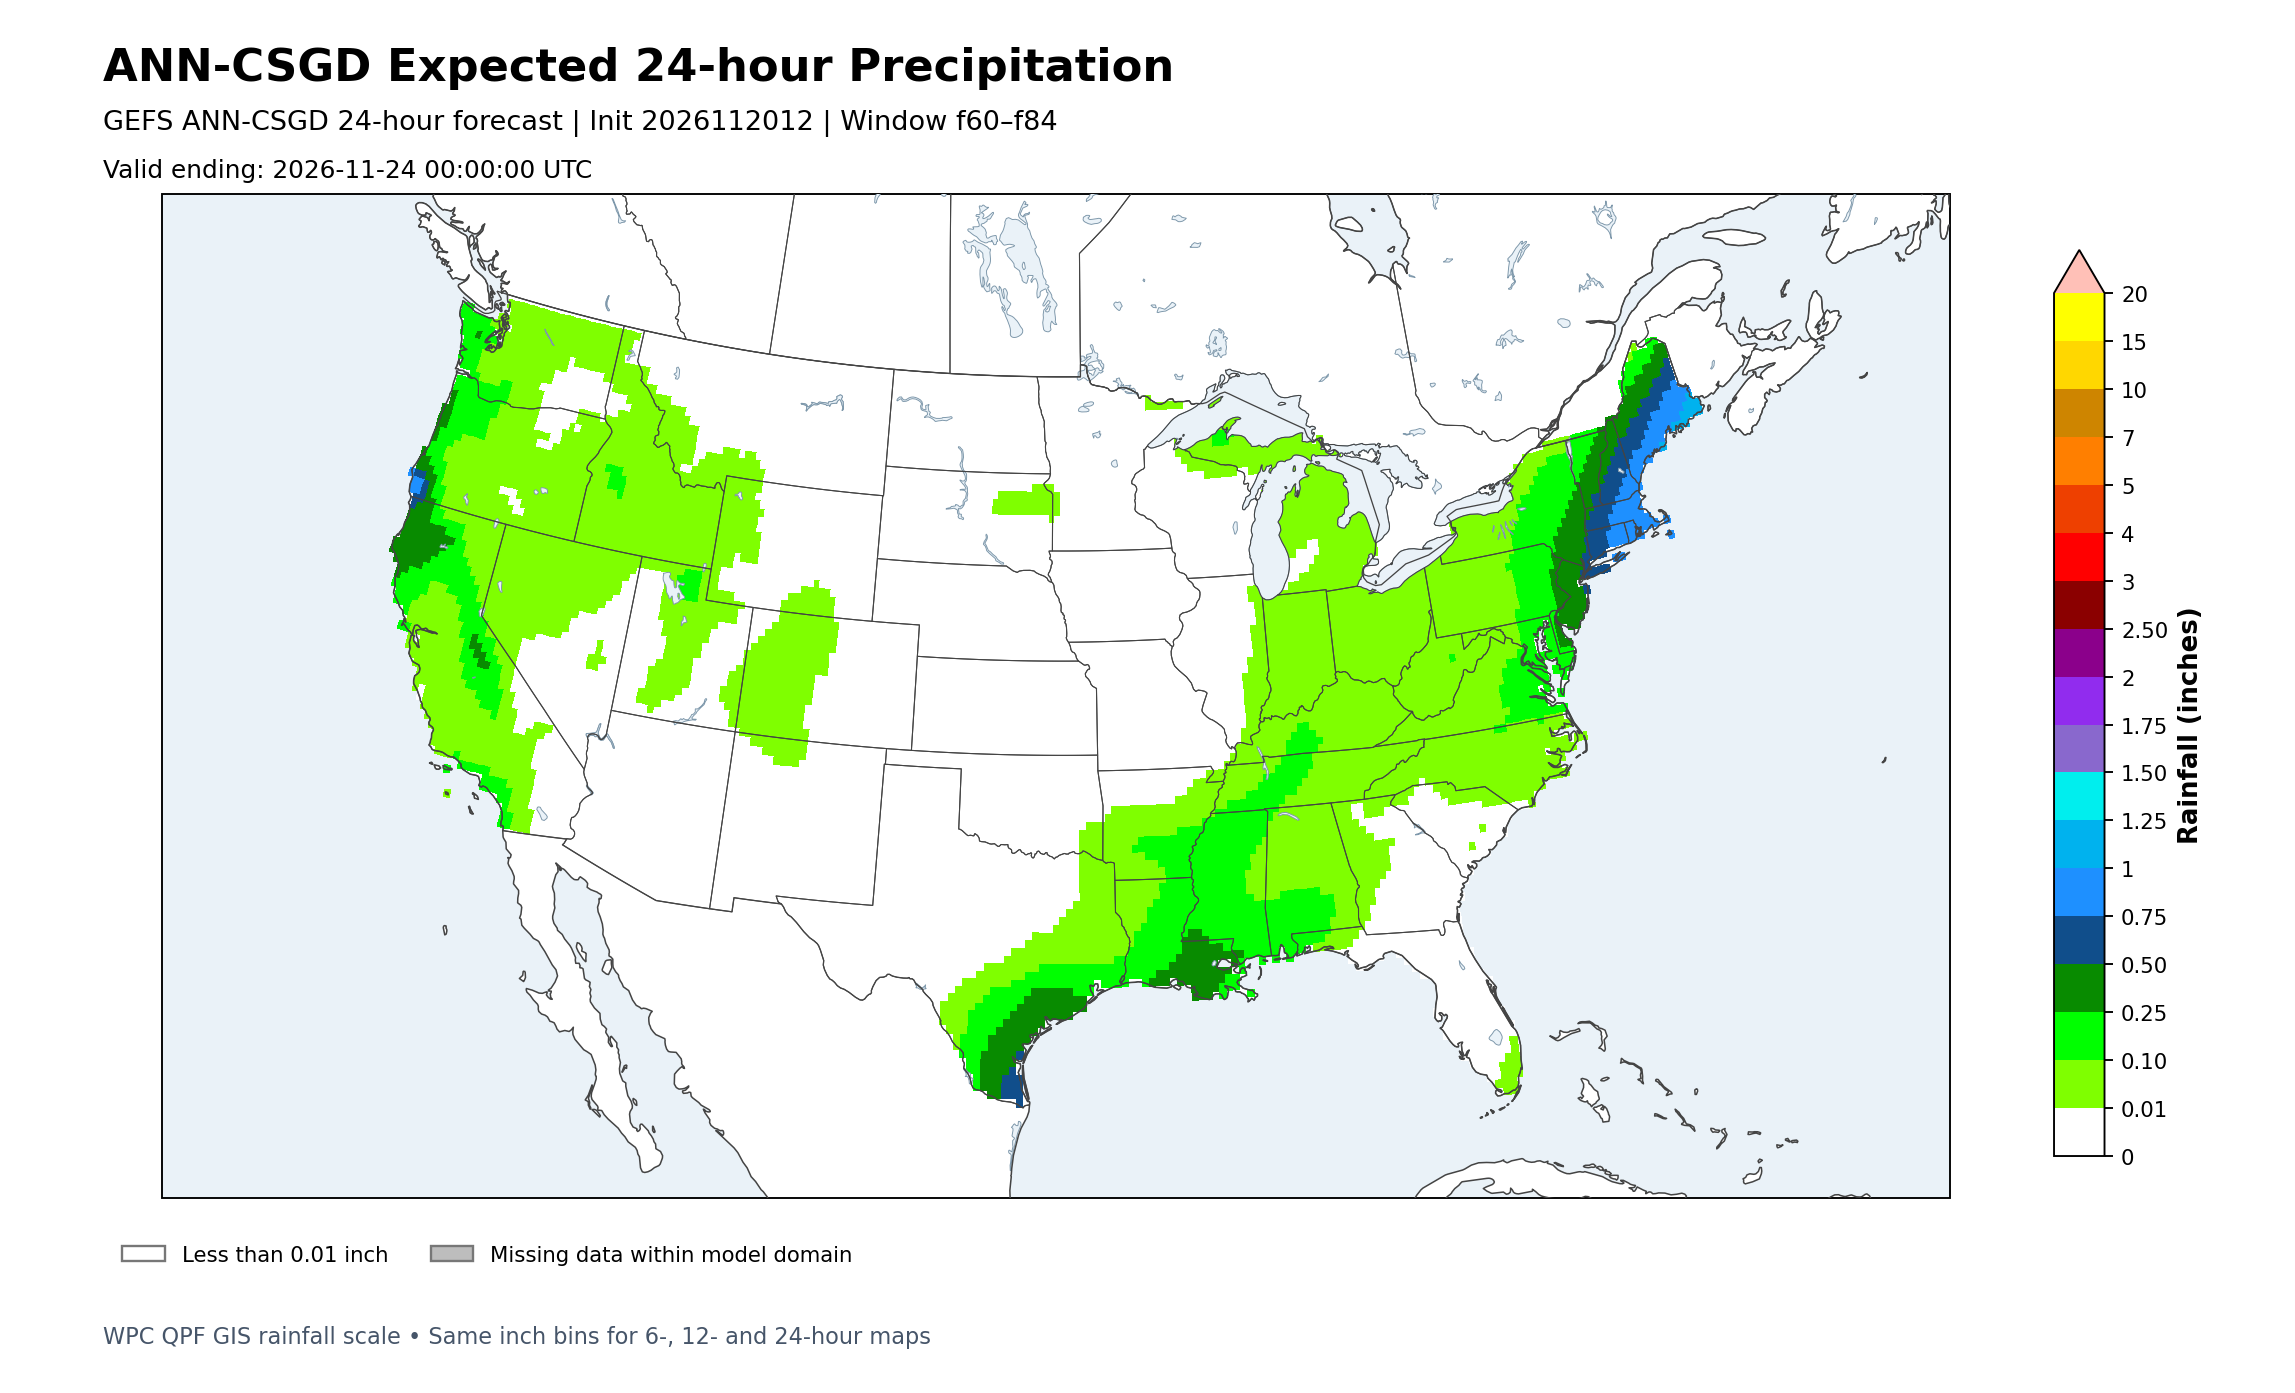 ANN-CSGD Expected 24-hour Precipitation
GEFS ANN-CSGD 24-hour forecast | Init 2026112012 | Window f60–f84
Valid ending: 2026-11-24 00:00:00 UTC
20
15
10
7
5
4
3
2.50
2
1.75
1.50
1.25
1
0.75
0.50
0.25
0.10
0.01
0
Rainfall (inches)
Less than 0.01 inch
Missing data within model domain
WPC QPF GIS rainfall scale • Same inch bins for 6-, 12- and 24-hour maps